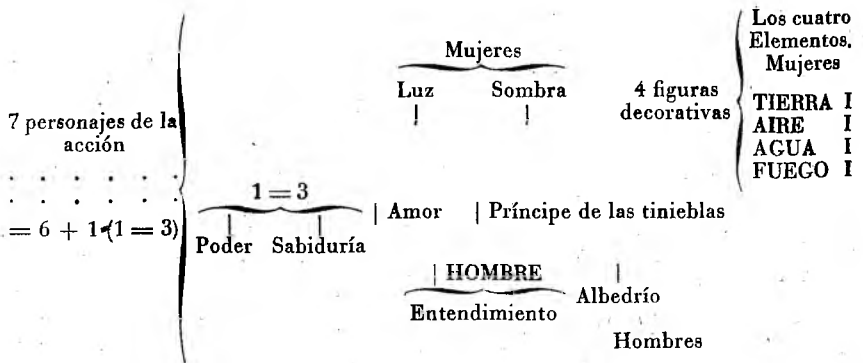 Los cuatro
Elementos.
Mujeres
Mujeres
Luz Sombra
4 figuras
decorativas
TIERRA I
AIRE I
AGUA I
FUEGO I
7 personajes de la
acción
. . . . . .
. . . . . .
= 6 + 1 (1 = 3)
1 = 3
Poder Sabiduría
| Amor | Príncipe de las tinieblas
| HOMBRE |
Entendimiento Albedrío
Hombres